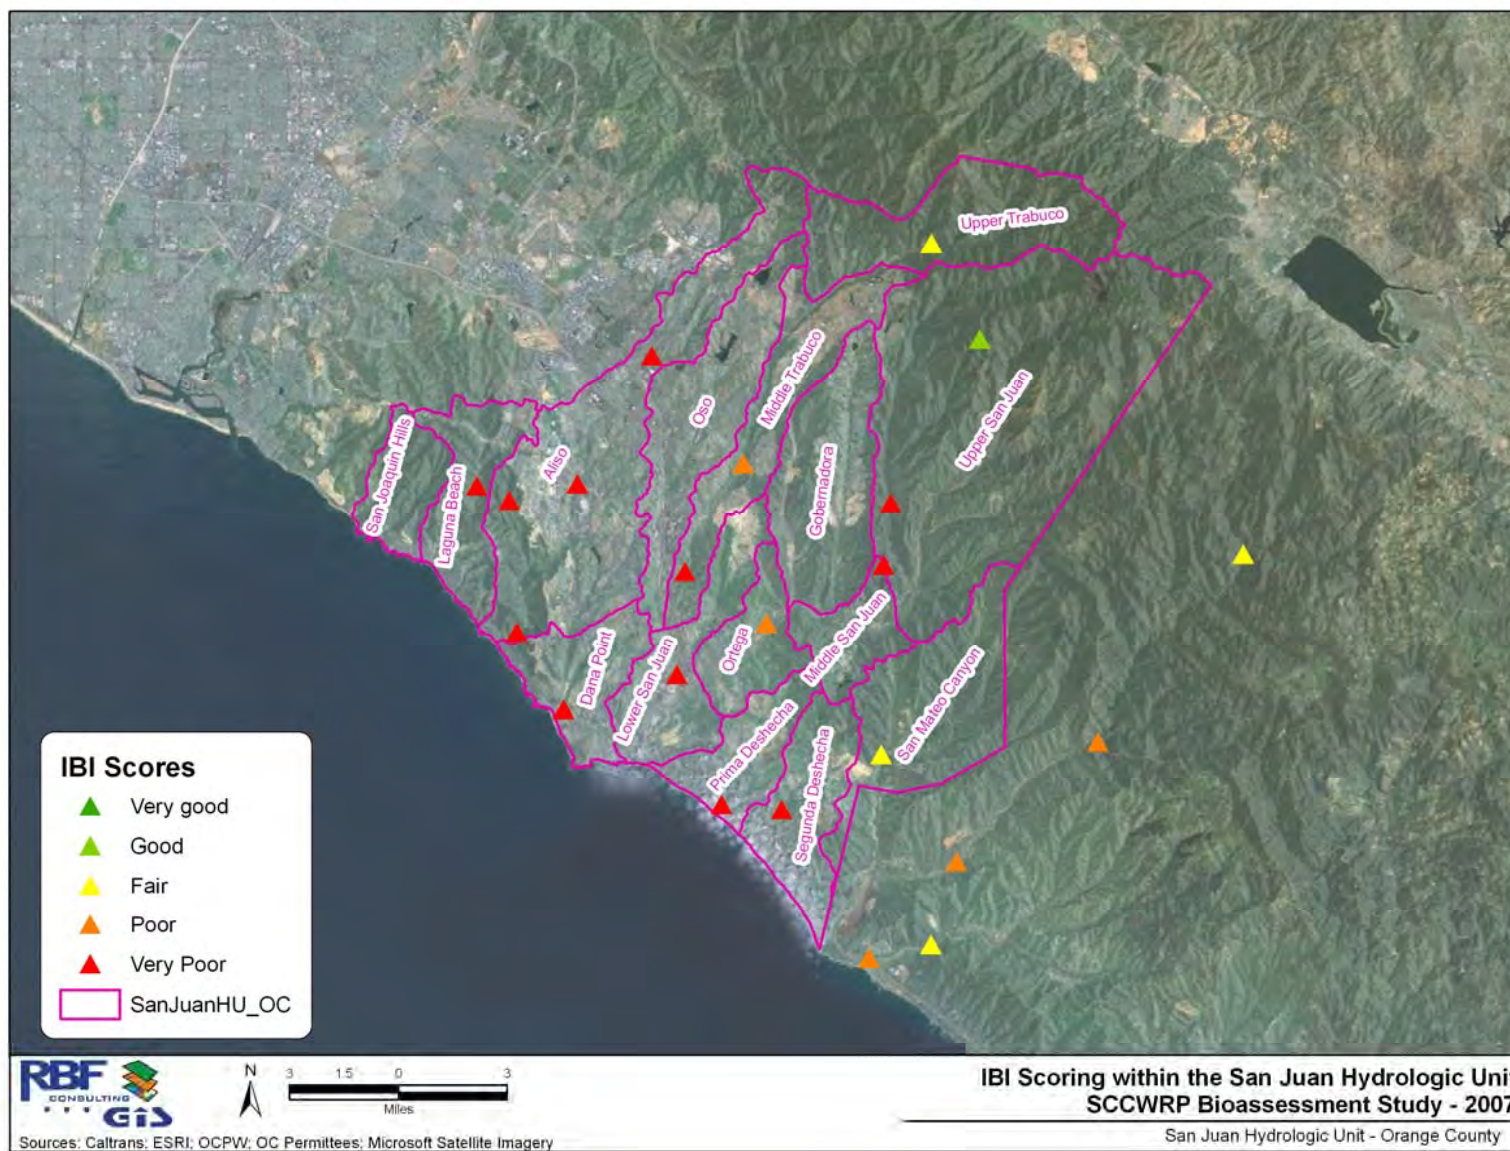 Upper Trabuco
Middle Trabuco
Upper San Juan
Oso
San Joaquin Hills
Laguna Beach
Aliso
Gobernadora
Dana Point
Lower San Juan
Ortega
Middle San Juan
San Mateo Canyon
Prima Deshecha
Segunda Deshecha
IBI Scores
Very good
Good
Fair
Poor
Very Poor
SanJuanHU_OC
RBF
CONSULTING
GIS
N
3 1.5 0 3
Miles
IBI Scoring within the San Juan Hydrologic Uni
SCCWRP Bioassessment Study - 2007
San Juan Hydrologic Unit - Orange County
Sources: Caltrans; ESRI; OCPW; OC Permittees; Microsoft Satellite Imagery